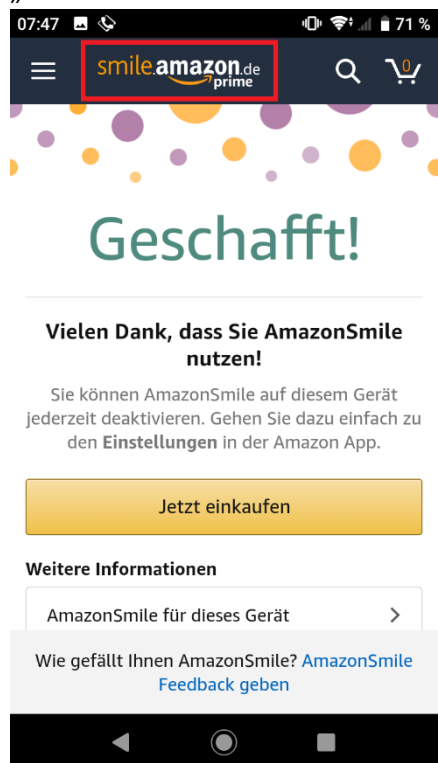 „
07:47 71 %
smile.amazon.de
prime
0
Geschafft!
Vielen Dank, dass Sie AmazonSmile
nutzen!
Sie können AmazonSmile auf diesem Gerät
jederzeit deaktivieren. Gehen Sie dazu einfach zu
den Einstellungen in der Amazon App.
Jetzt einkaufen
Weitere Informationen
AmazonSmile für dieses Gerät
Wie gefällt Ihnen AmazonSmile? AmazonSmile
Feedback geben